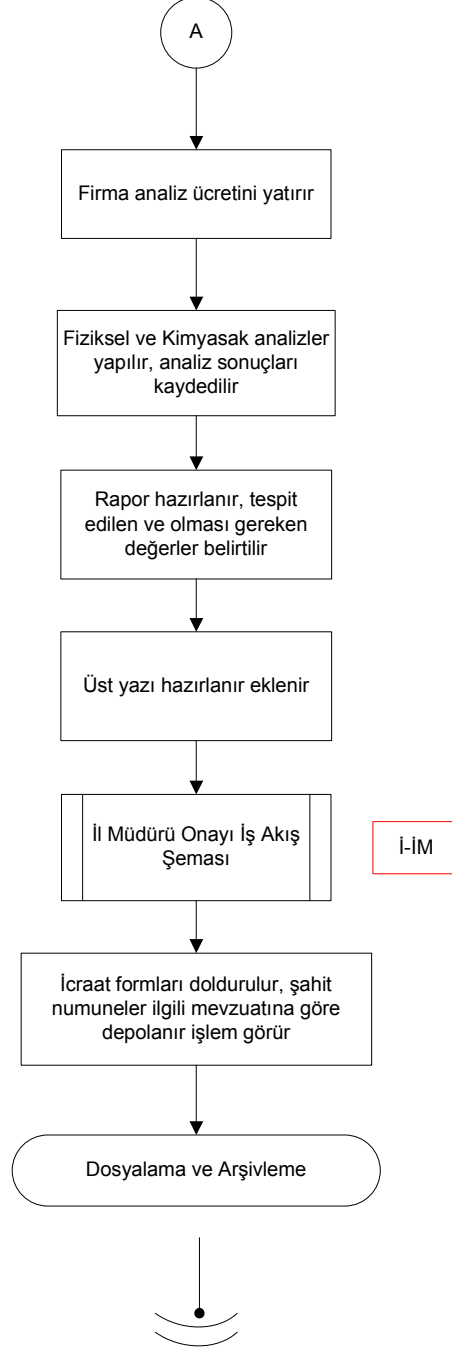 A
Firma analiz ücretini yatırır
Fiziksel ve Kimyasak analizler
yapılır, analiz sonuçları
kaydedilir
Rapor hazırlanır, tespit
edilen ve olması gereken
değerler belirtilir
Üst yazı hazırlanır eklenir
İl Müdürü Onayı İş Akış
Şeması
İ-İM
İcraat formları doldurulur, şahit
numuneler ilgili mevzuatına göre
depolanır işlem görür
Dosyalama ve Arşivleme